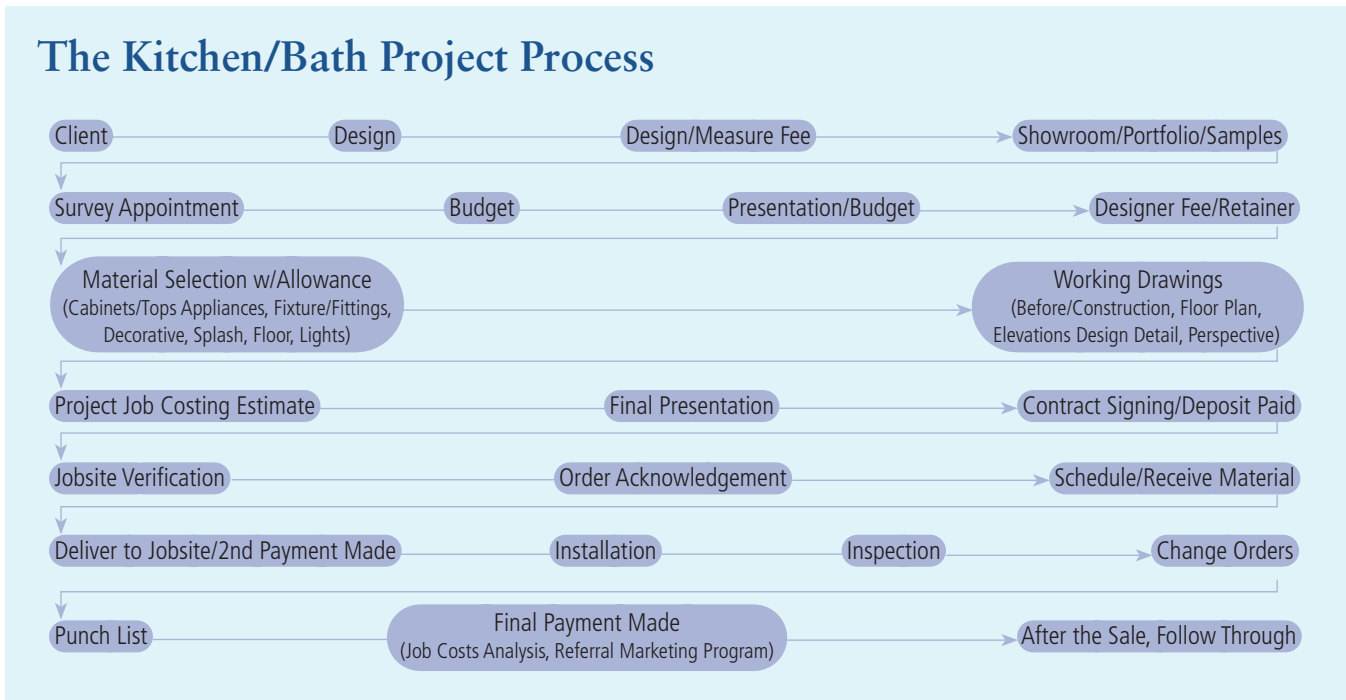 The Kitchen/Bath Project Process
Client
Design
Design/Measure Fee
Showroom/Portfolio/Samples
Survey Appointment
Budget
Presentation/Budget
Designer Fee/Retainer
Material Selection w/Allowance
(Cabinets/Tops Appliances, Fixture/Fittings,
Decorative, Splash, Floor, Lights)
Working Drawings
(Before/Construction, Floor Plan,
Elevations Design Detail, Perspective)
Project Job Costing Estimate
Final Presentation
Contract Signing/Deposit Paid
Jobsite Verification
Order Acknowledgement
Schedule/Receive Material
Deliver to Jobsite/2nd Payment Made
Installation
Inspection
Change Orders
Punch List
Final Payment Made
(Job Costs Analysis, Referral Marketing Program)
After the Sale, Follow Through